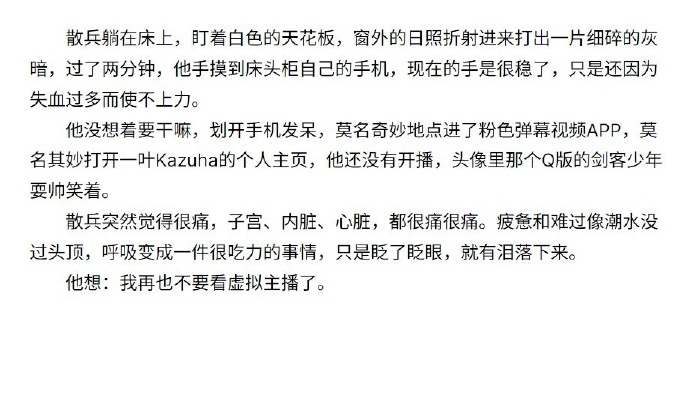 散兵躺在床上，盯着白色的天花板，窗外的日照折射进来打出一片细碎的灰
暗，过了两分钟，他手摸到床头柜自己的手机，现在的手是很稳了，只是还因为
失血过多而使不上力。
他没想着要干嘛，划开手机发呆，莫名奇妙地点进了粉色弹幕视频APP，莫
名其妙打开一叶Kazuha的个人主页，他还没有开播，头像里那个Q版的剑客少年
耍帅笑着。
散兵突然觉得很痛，子宫、内脏、心脏，都很痛很痛。疲惫和难过像潮水没
过头顶，呼吸变成一件很吃力的事情，只是眨了眨眼，就有泪落下来。
他想：我再也不要看虚拟主播了。